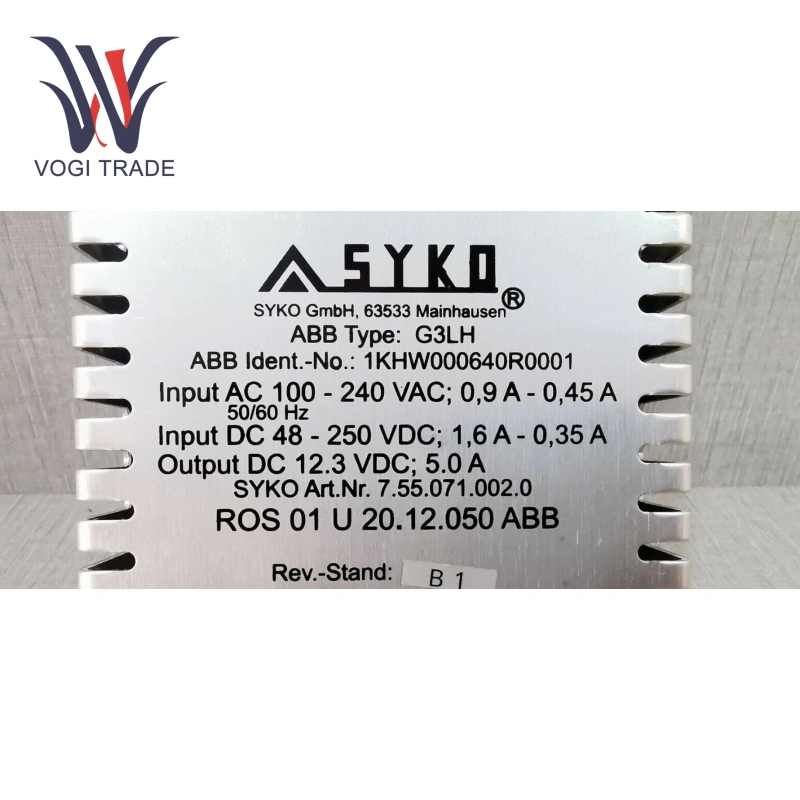 VOGI TRADE
SYKO®
SYKO GmbH, 63533 Mainhausen
ABB Type: G3LH
ABB Ident.-No.: 1KHW000640R0001
Input AC 100 - 240 VAC; 0,9 A - 0,45 A
50/60 Hz
Input DC 48 - 250 VDC; 1,6 A - 0,35 A
Output DC 12.3 VDC; 5.0 A
SYKO Art.Nr. 7.55.071.002.0
ROS 01 U 20.12.050 ABB
Rev.-Stand: B 1